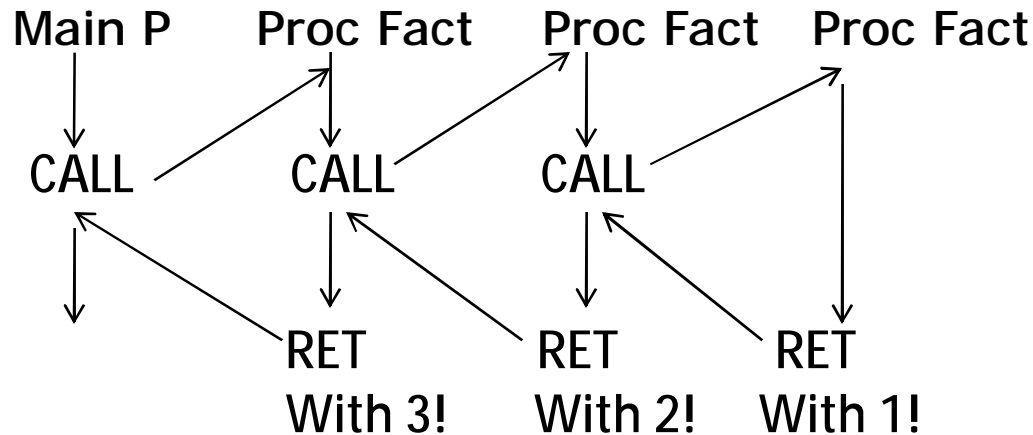 Main P Proc Fact Proc Fact Proc Fact
CALL CALL CALL
RET RET RET
With 3! With 2! With 1!